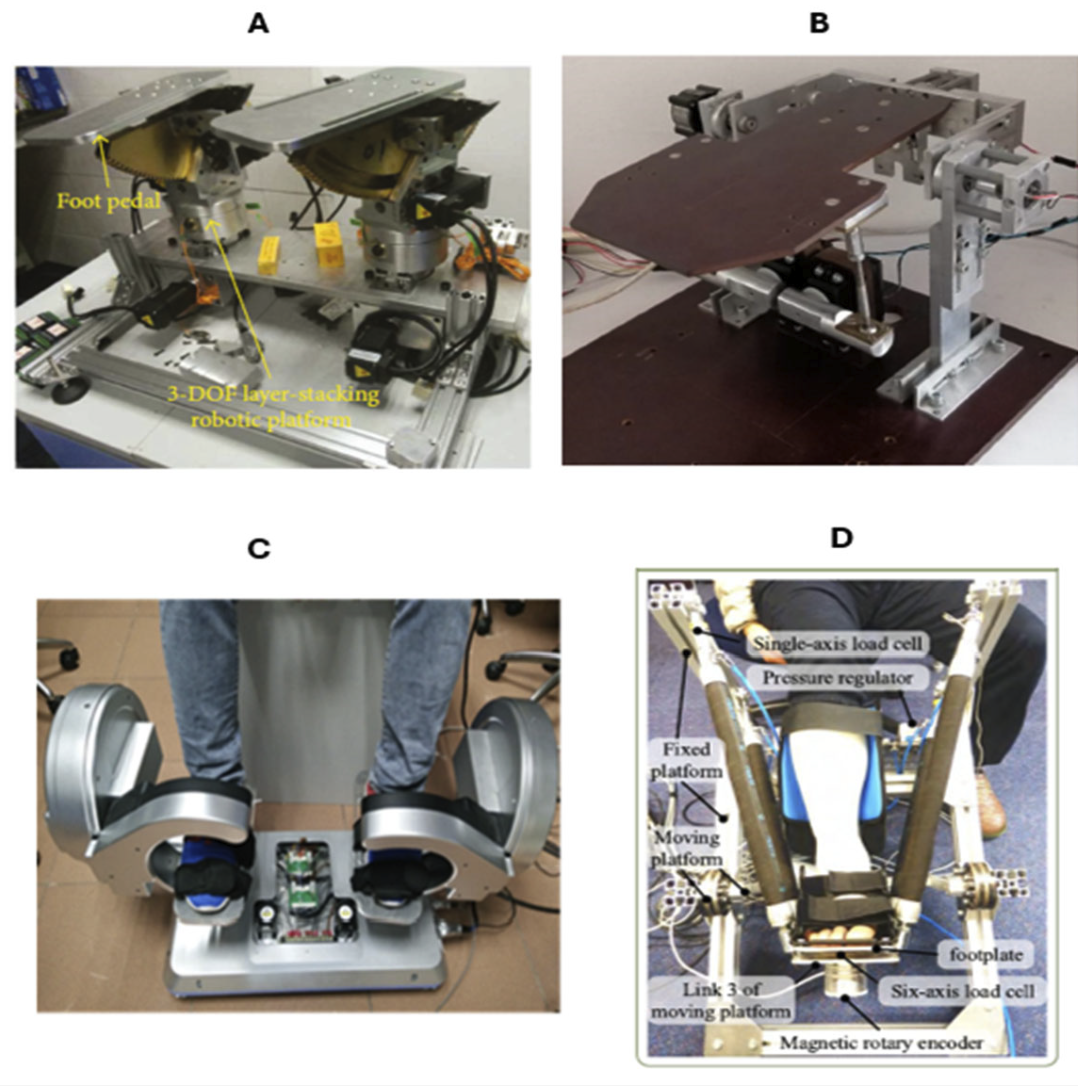 A
B
Foot pedal
3-DOF layer-stacking
robotic platform
C
D
Single-axis load cell
Pressure regulator
Fixed
platform
Moving
platform
footplate
Link 3 of
moving platform
Six-axis load cell
Magnetic rotary encoder